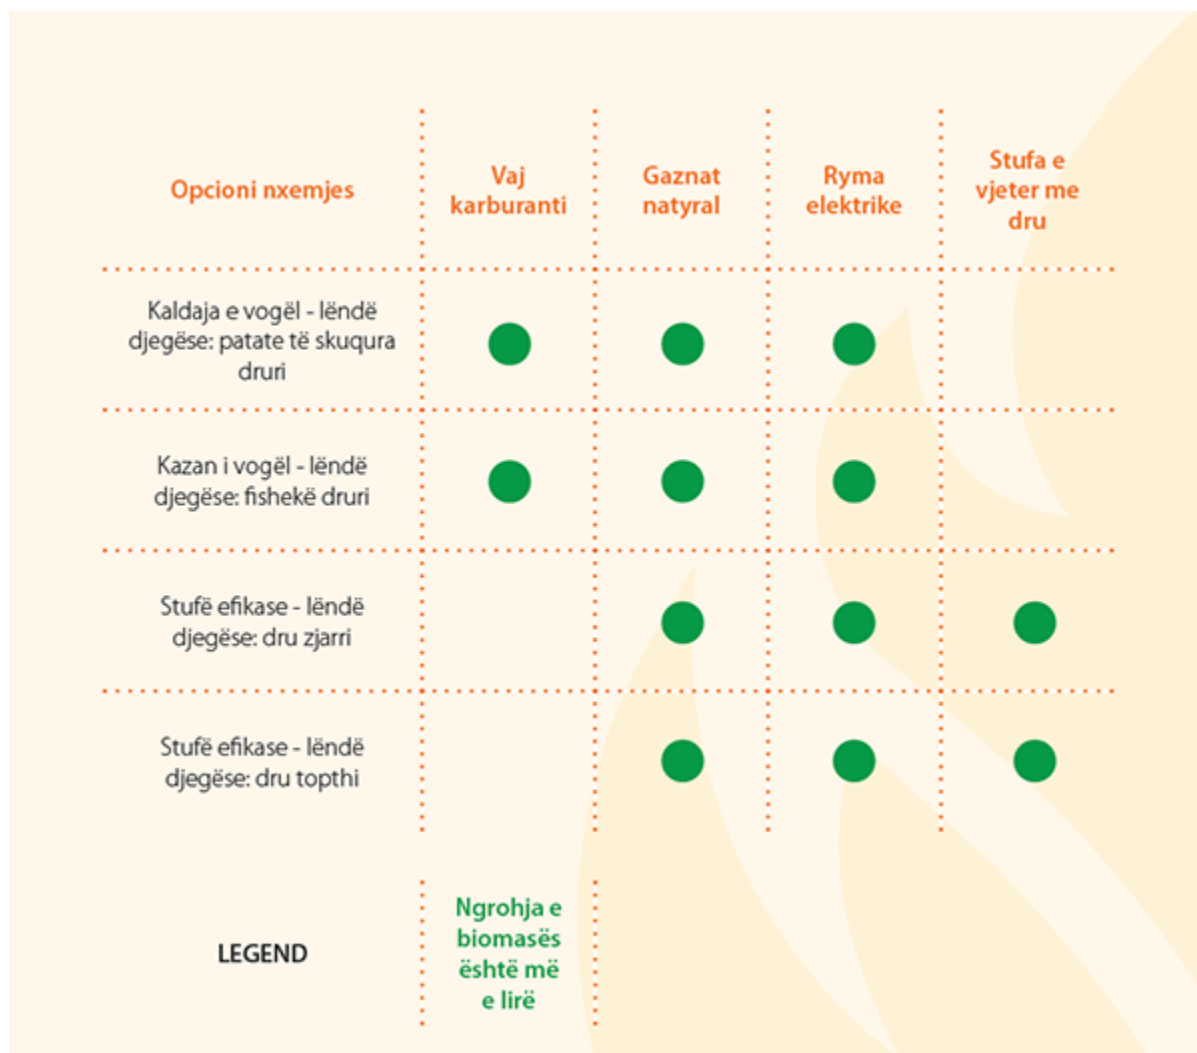 Opcioni nxemjes
Vaj
karburanti
Gaznat
natyral
Ryma
elektrike
Stufa e
vjeter me
dru
Kaldaja e vogël - lëndë
djegëse: patate të skuqura
druri
Kazan i vogël - lëndë
djegëse: fishekë druri
Stufë efikase - lëndë
djegëse: dru zjarri
Stufë efikase - lëndë
djegëse: dru topthi
LEGEND
Ngrohja e
biomasës
është më
e lirë